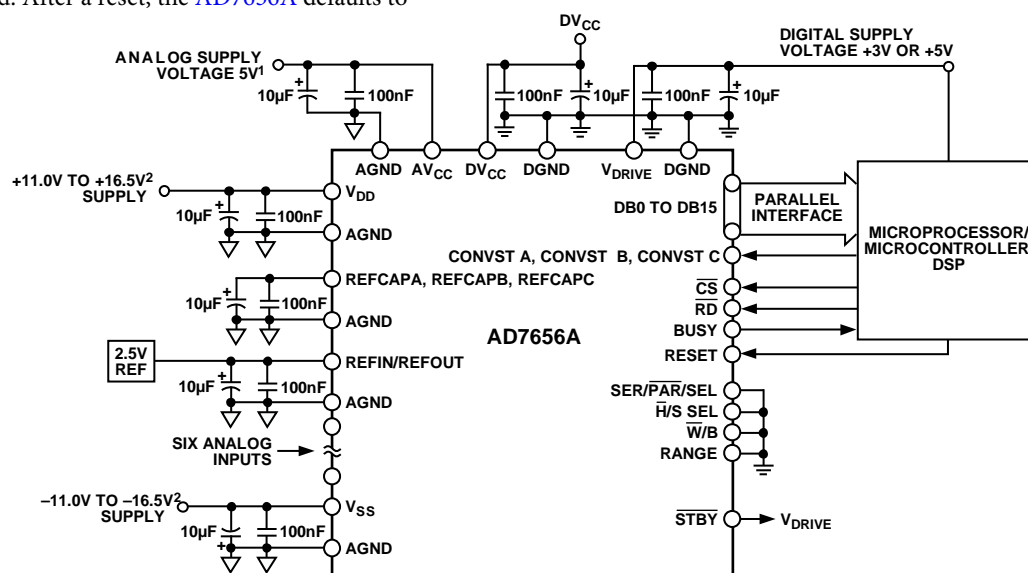 d. After a reset, the AD7656A defaults to
DVCC
ANALOG SUPPLY
VOLTAGE 5V1
DIGITAL SUPPLY
VOLTAGE +3V OR +5V
10µF
100nF
100nF
10µF
100nF
10µF
AGND
AVCC
DVCC
DGND
VDRIVE
DGND
+11.0V TO +16.5V2
SUPPLY
VDD
10µF
100nF
AGND
DB0 TO DB15
PARALLEL
INTERFACE
MICROPROCESSOR/
MICROCONTROLLER
DSP
CONVST A, CONVST B, CONVST C
REFCAPA, REFCAPB, REFCAPC
10µF
100nF
AGND
CS
RD
AD7656A
BUSY
2.5V
REF
REFIN/REFOUT
RESET
10µF
100nF
AGND
SER/PAR/SEL
H/S SEL
W/B
RANGE
SIX ANALOG
INPUTS
–11.0V TO –16.5V2
SUPPLY
VSS
10µF
100nF
AGND
STBY
VDRIVE